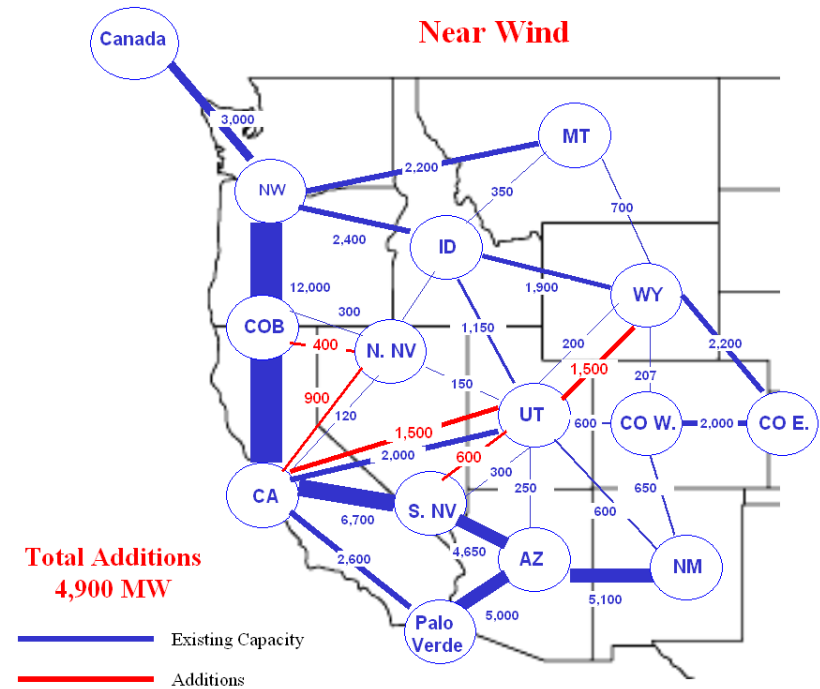 Near Wind
Canada
3,000
MT
2,200
NW
350
700
2,400
ID
1,900
WY
12,000
300
COB
1,150
2,200
400
N. NV
200
1,500
207
150
900
120
UT
600
CO W.
2,000
CO E.
1,500
2,000
600
300
CA
250
650
6,700
S. NV
600
4,650
AZ
NM
2,600
5,100
5,000
Palo
Verde
Total Additions
4,900 MW
Existing Capacity
Additions